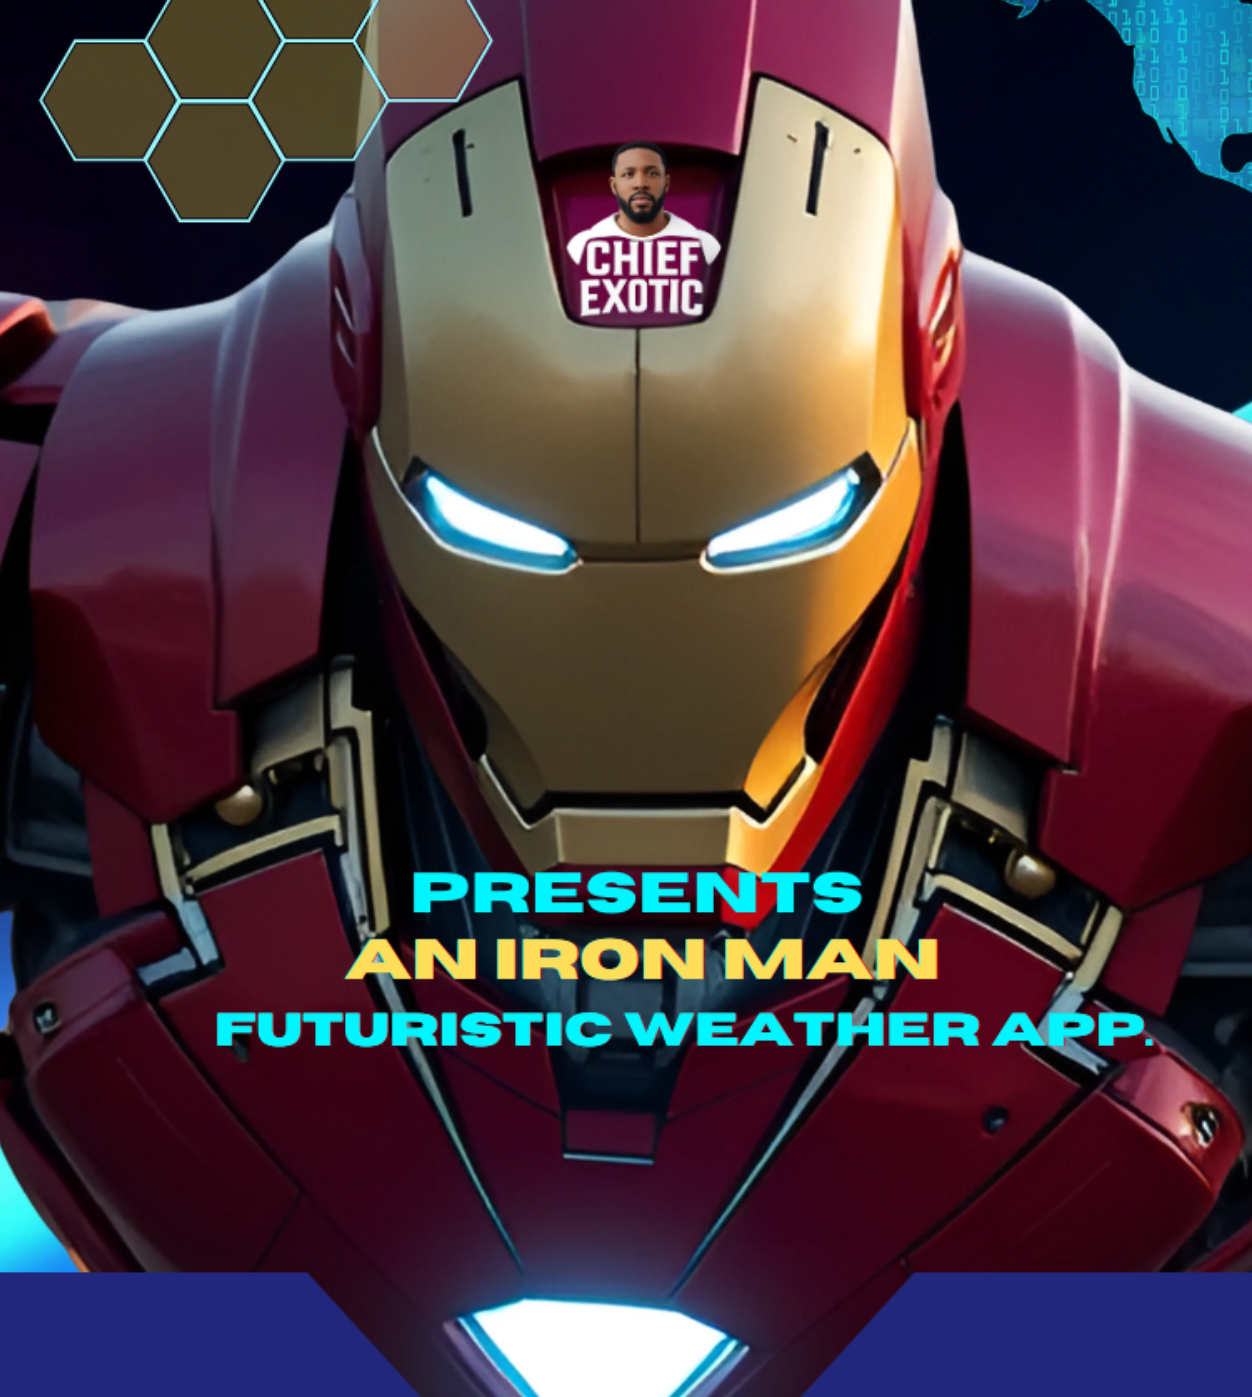 CHIEF
EXOTIC
PRESENTS
AN IRON MAN
FUTURISTIC WEATHER APP.